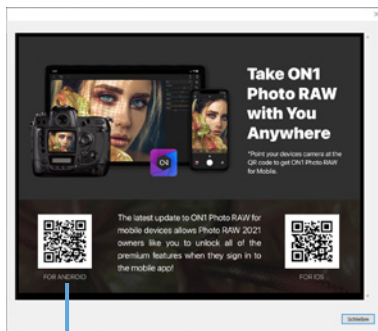 Take ON1
Photo RAW
with You
Anywhere
*Point your devices camera at the
QR code to get ON1 Photo RAW
for Mobile.
The latest update to ON1 Photo RAW for
mobile devices allows Photo RAW 2021
owners like you to unlock all of the
premium features when they sign in to
the mobile app!
FOR ANDROID
FOR IOS
Schließen